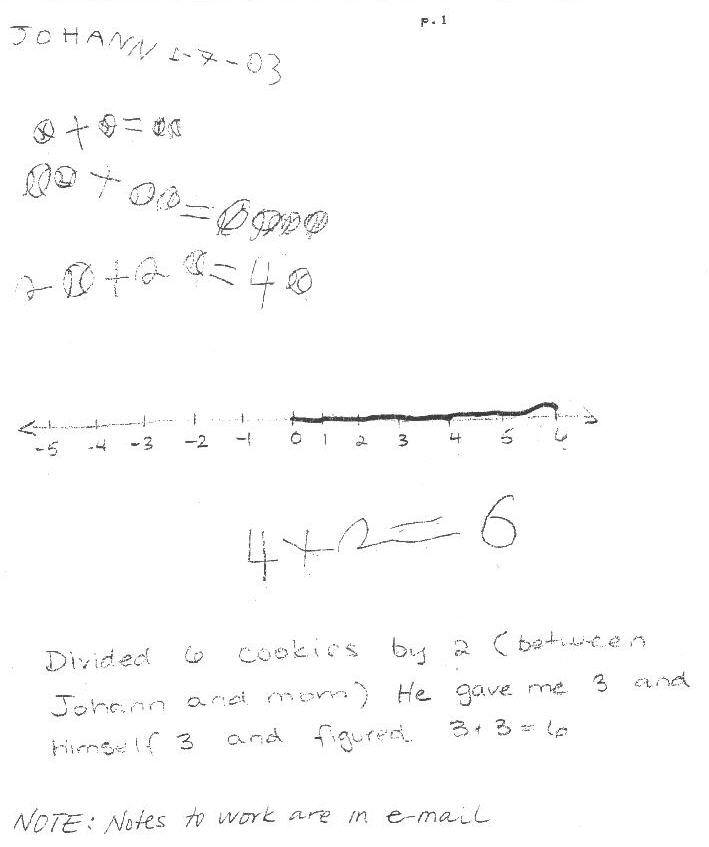 p.1
JOHANN 1-7-03
+ =
+ =
2 + 2 = 4
-5 -4 -3 -2 -1 0 1 2 3 4 5 6
4+2=6
Divided 6 cookies by 2 (between
Johann and mom) He gave me 3 and
Himself 3 and figured 3+3=6
NOTE: Notes to work are in e-mail